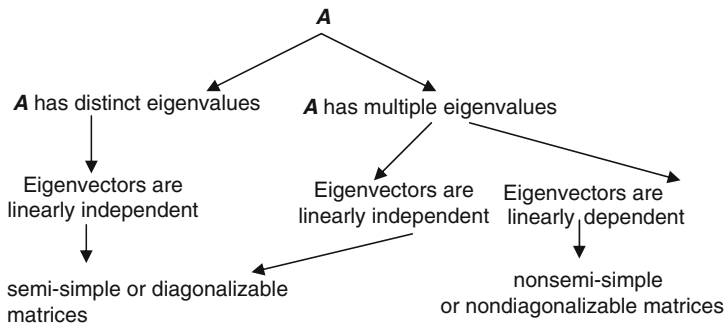 A
A has distinct eigenvalues
A has multiple eigenvalues
Eigenvectors are
linearly independent
Eigenvectors are
linearly independent
Eigenvectors are
linearly dependent
semi-simple or diagonalizable
matrices
nonsemi-simple
or nondiagonalizable matrices